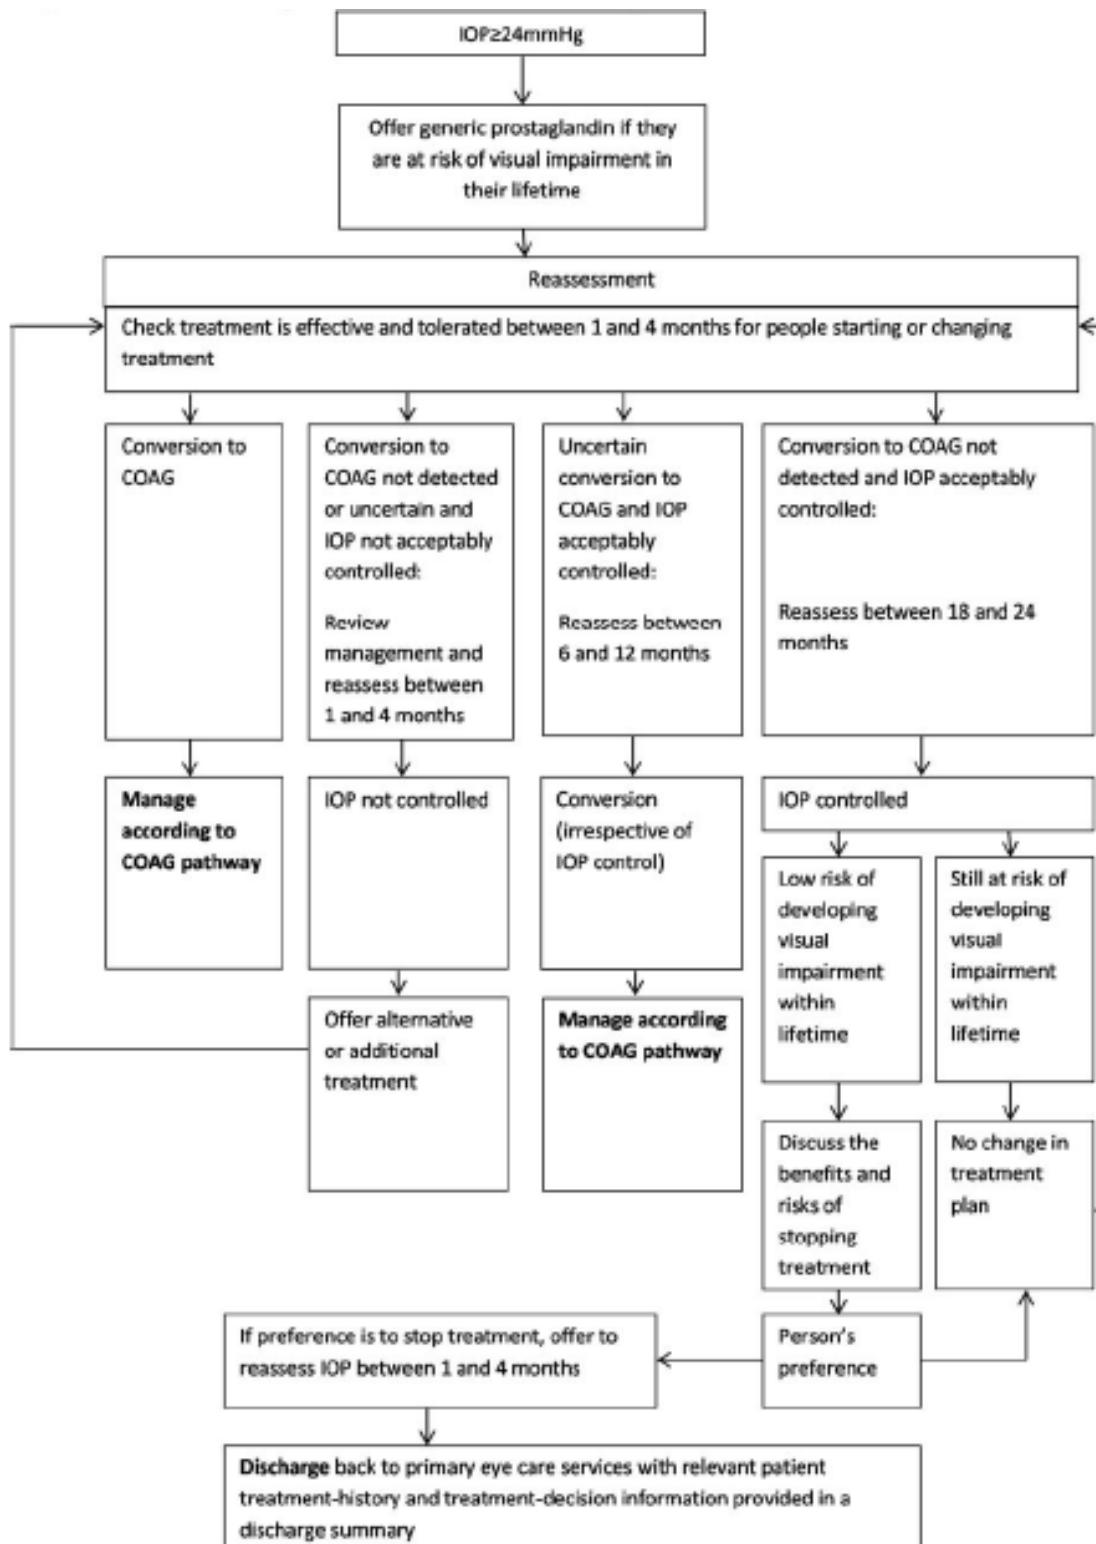 IOP≥24mmHg
Offer generic prostaglandin if they
are at risk of visual impairment in
their lifetime
Reassessment
Check treatment is effective and tolerated between 1 and 4 months for people starting or changing
treatment
Conversion to
COAG
Conversion to
COAG not detected
or uncertain and
IOP not acceptably
controlled:
Review
management and
reassess between
1 and 4 months
Uncertain
conversion to
COAG and IOP
acceptably
controlled:
Reassess between
6 and 12 months
Conversion to COAG not
detected and IOP acceptably
controlled:
Reassess between 18 and 24
months
Manage
according to
COAG pathway
IOP not controlled
Conversion
(irrespective of
IOP control)
IOP controlled
Low risk of
developing
visual
impairment
within
lifetime
Still at risk of
developing
visual
impairment
within
lifetime
Offer alternative
or additional
treatment
Manage according
to COAG pathway
Discuss the
benefits and
risks of
stopping
treatment
No change in
treatment
plan
If preference is to stop treatment, offer to
reassess IOP between 1 and 4 months
Person's
preference
Discharge back to primary eye care services with relevant patient
treatment-history and treatment-decision information provided in a
discharge summary